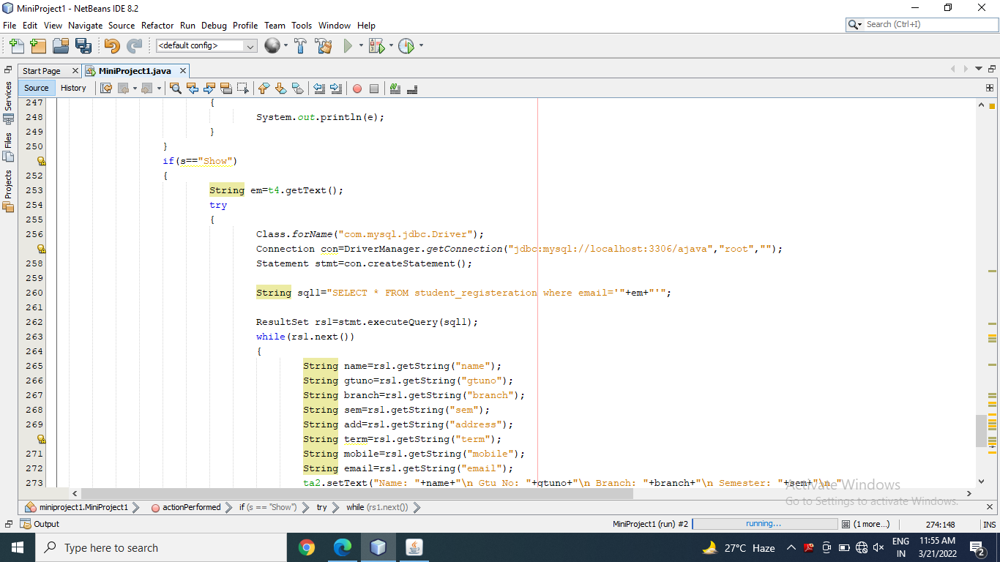 MiniProject1 - NetBeans IDE 8.2
File Edit View Navigate Source Refactor Run Debug Profile Team Tools Window Help
Search (Ctrl+I)
<default config>
Start Page MiniProject1.java
Source History
Services
Files
Projects
247 {
248 System.out.println(e);
249 }
250 }
if(s=="Show")
252 {
253 String em=t4.getText();
254 try
255 {
256 Class.forName("com.mysql.jdbc.Driver");
Connection con=DriverManager.getConnection("jdbc:mysql://localhost:3306/ajava","root","");
258 Statement stmt=con.createStatement();
259
260 String sql1="SELECT * FROM student_registeration where email='"+em+"'";
261
262 ResultSet rs1=stmt.executeQuery(sql1);
263 while(rs1.next())
264 {
265 String name=rs1.getString("name");
266 String gtuno=rs1.getString("gtuno");
267 String branch=rs1.getString("branch");
268 String sem=rs1.getString("sem");
269 String add=rs1.getString("address");
String term=rs1.getString("term");
271 String mobile=rs1.getString("mobile");
272 String email=rs1.getString("email");
273 ta2.setText("Name: "+name+"\n Gtu No: "+gtuno+"\n Branch: "+branch+"\n Semester: "+sem+"\n "
Activate Windows
Go to Settings to activate Windows.
miniproject1.MiniProject1 actionPerformed if (s == "Show") try while (rs1.next())
Output MiniProject1 (run) #2 running... (1 more...) 274:148 INS
Type here to search
27°C Haze
ENG
IN
11:55 AM
3/21/2022
2